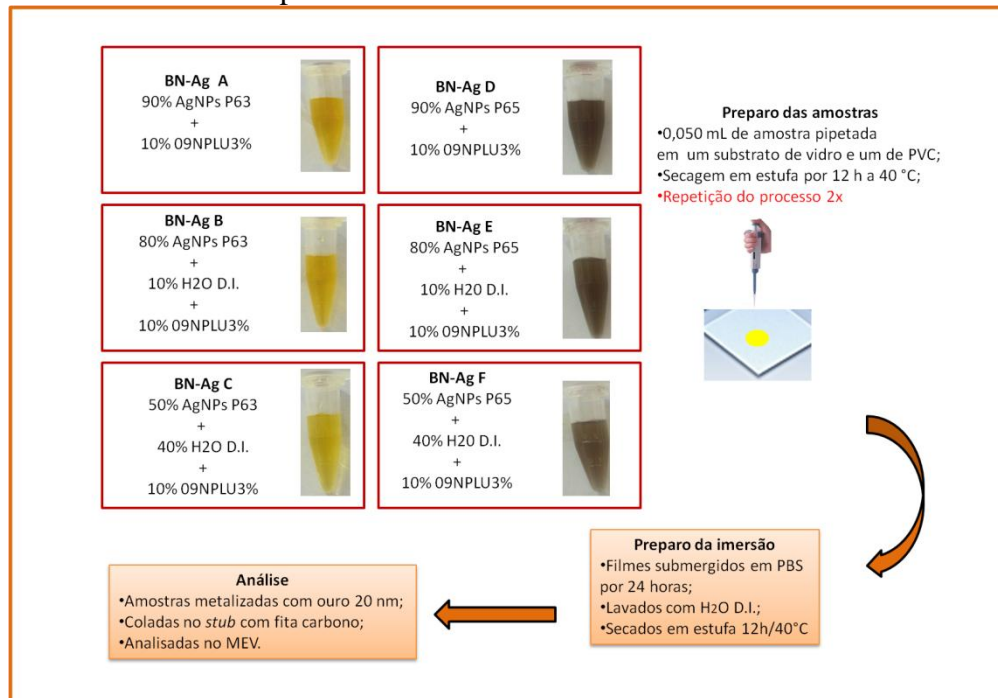 BN-Ag A
90% AgNPs P63
+
10% 09NPLU3%
BN-Ag D
90% AgNPs P65
+
10% 09NPLU3%
BN-Ag B
80% AgNPs P63
+
10% H2O D.I.
+
10% 09NPLU3%
BN-Ag E
80% AgNPs P65
+
10% H20 D.I.
+
10% 09NPLU3%
BN-Ag C
50% AgNPs P63
+
40% H2O D.I.
+
10% 09NPLU3%
BN-Ag F
50% AgNPs P65
+
40% H20 D.I.
+
10% 09NPLU3%
Preparo das amostras
•0,050 mL de amostra pipetada
em um substrato de vidro e um de PVC;
•Secagem em estufa por 12 h a 40 °C;
•Repetição do processo 2x
Preparo da imersão
•Filmes submergidos em PBS
por 24 horas;
•Lavados com H2O D.I.;
•Secados em estufa 12h/40°C
Análise
•Amostras metalizadas com ouro 20 nm;
•Coladas no stub com fita carbono;
•Analisadas no MEV.